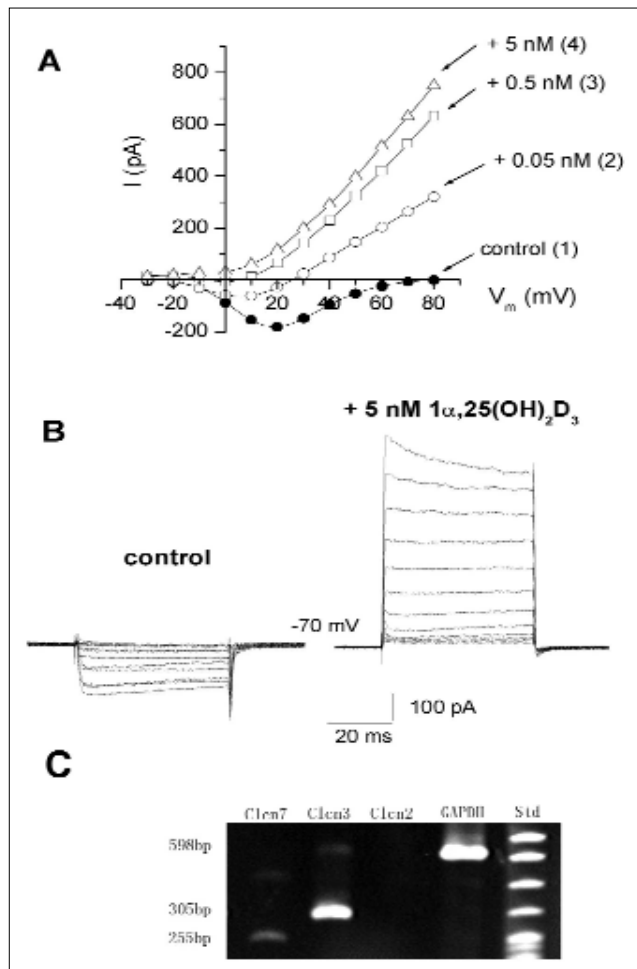 A
+ 5 nM (4)
+ 0.5 nM (3)
+ 0.05 nM (2)
control (1)
I (pA)
800
600
400
200
-200
-40
-20
0
20
40
60
80
Vₘ (mV)
B
+ 5 nM 1α,25(OH)₂D₃
control
-70 mV
100 pA
20 ms
C
Clcn7 Clcn3 Clcn2 GAPDH Std
598bp
305bp
255bp